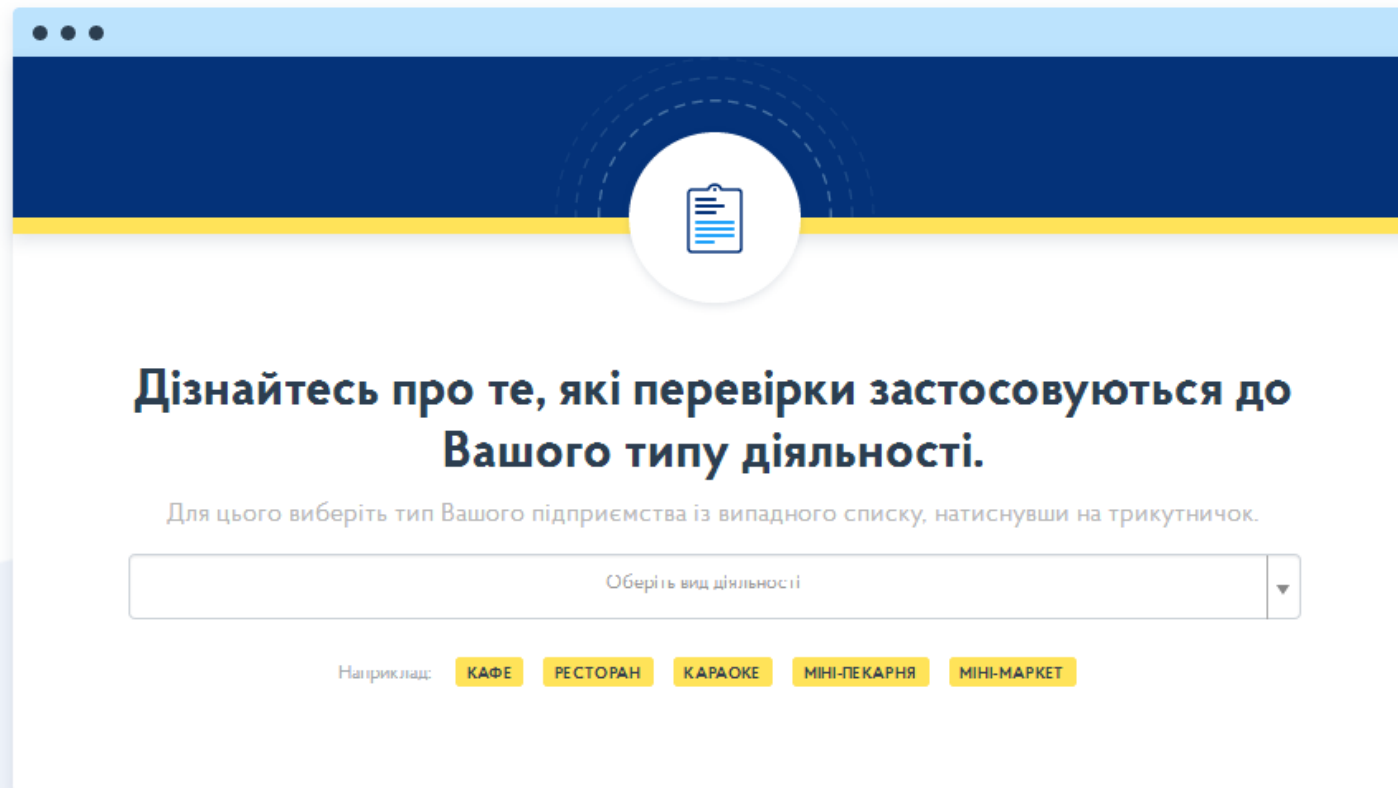 Дізнайтесь про те, які перевірки застосовуються до
Вашого типу діяльності.
Для цього виберіть тип Вашого підприємства із випадного списку, натиснувши на трикутничок.
Оберіть вид діяльності
Наприклад: КАФЕ РЕСТОРАН КАРАОКЕ МІНІ-ПЕКАРНЯ МІНІ-МАРКЕТ